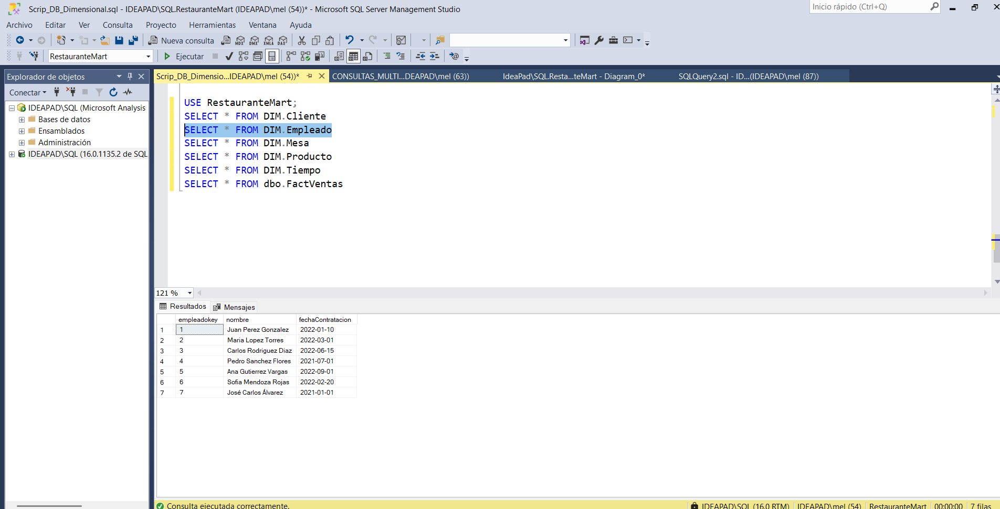 Scrip_DB_Dimensional.sql - IDEAPAD\SQL.RestauranteMart (IDEAPAD\mel (54))* - Microsoft SQL Server Management Studio
Inicio rápido (Ctrl+Q)
Archivo Editar Ver Consulta Proyecto Herramientas Ventana Ayuda
Nueva consulta MDX DMX XMLA DAX
RestauranteMart Ejecutar
Explorador de objetos
Scrip_DB_Dimensio...IDEAPAD\mel (54))* CONSULTAS_MULTI...DEAPAD\mel (63)) IdeaPad\SQL.Resta...teMart - Diagram_0* SQLQuery2.sql - ID...(IDEAPAD\mel (87))
Conectar
IDEAPAD\SQL (Microsoft Analysis
Bases de datos
Ensamblados
Administración
IDEAPAD\SQL (16.0.1135.2 de SQL
USE RestauranteMart;
SELECT * FROM DIM.Cliente
SELECT * FROM DIM.Empleado
SELECT * FROM DIM.Mesa
SELECT * FROM DIM.Producto
SELECT * FROM DIM.Tiempo
SELECT * FROM dbo.FactVentas
121 %
Resultados Mensajes
empleadokey nombre fechaContratacion
1 1 Juan Perez Gonzalez 2022-01-10
2 2 Maria Lopez Torres 2022-03-01
3 3 Carlos Rodriguez Diaz 2022-06-15
4 4 Pedro Sanchez Flores 2021-07-01
5 5 Ana Gutierrez Vargas 2022-09-01
6 6 Sofia Mendoza Rojas 2022-02-20
7 7 José Carlos Álvarez 2021-01-01
Consulta ejecutada correctamente. IDEAPAD\SQL (16.0 RTM) IDEAPAD\mel (54) RestauranteMart 00:00:00 7 filas